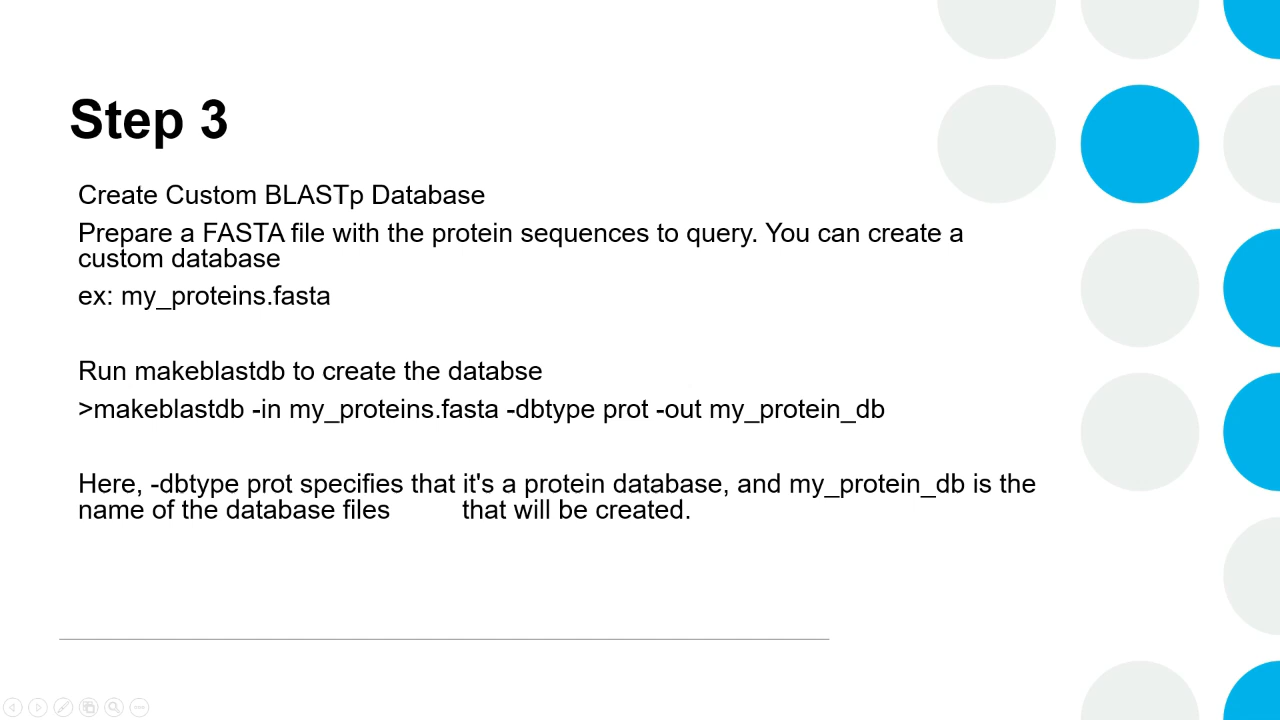 Step 3
Create Custom BLASTp Database
Prepare a FASTA file with the protein sequences to query. You can create a
custom database
ex: my_proteins.fasta
Run makeblastdb to create the databse
>makeblastdb -in my_proteins.fasta -dbtype prot -out my_protein_db
Here, -dbtype prot specifies that it's a protein database, and my_protein_db is the
name of the database files that will be created.